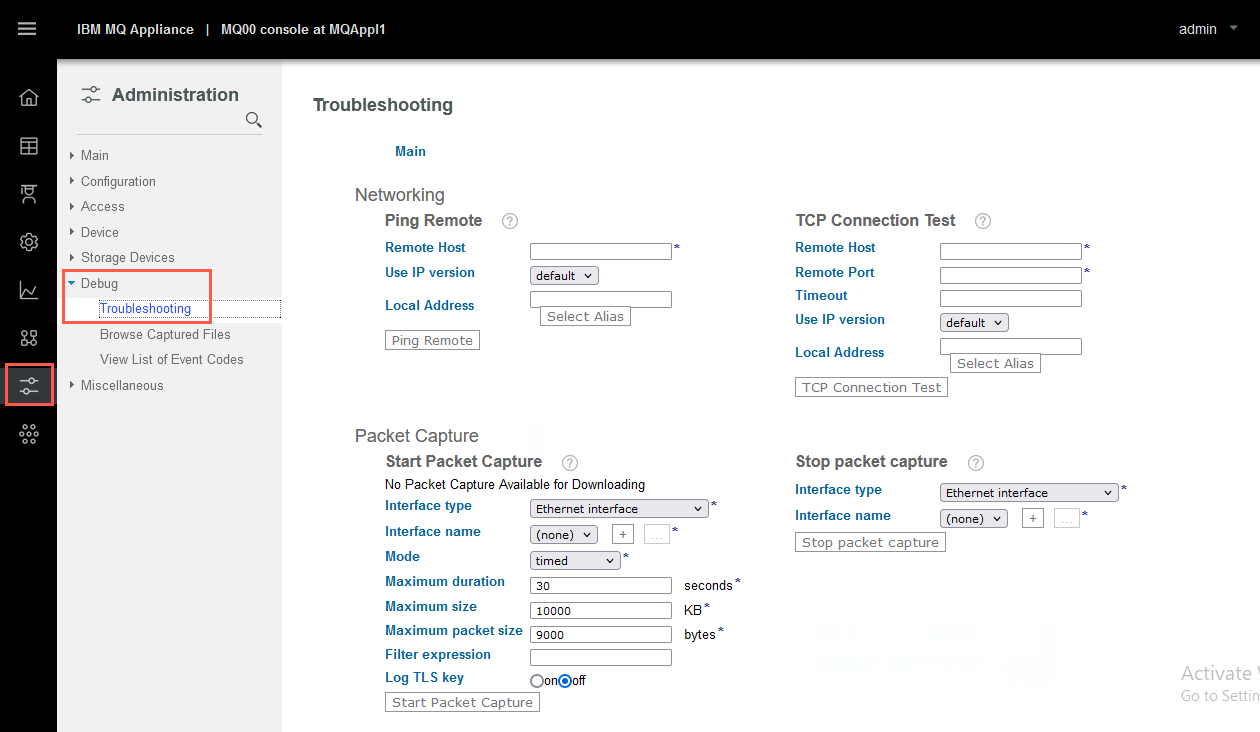 IBM MQ Appliance | MQ00 console at MQAppl1
admin
Administration
Main
Configuration
Access
Device
Storage Devices
Debug
Troubleshooting
Browse Captured Files
View List of Event Codes
Miscellaneous
Troubleshooting
Main
Networking
Ping Remote ?
Remote Host *
Use IP version default
Local Address
Select Alias
Ping Remote
TCP Connection Test ?
Remote Host *
Remote Port *
Timeout
Use IP version default
Local Address
Select Alias
TCP Connection Test
Packet Capture
Start Packet Capture ?
No Packet Capture Available for Downloading
Interface type Ethernet interface *
Interface name (none) + ... *
Mode timed *
Maximum duration 30 seconds *
Maximum size 10000 KB *
Maximum packet size 9000 bytes *
Filter expression
Log TLS key on off
Start Packet Capture
Stop packet capture ?
Interface type Ethernet interface *
Interface name (none) + ... *
Stop packet capture
Activate
Go to Settin